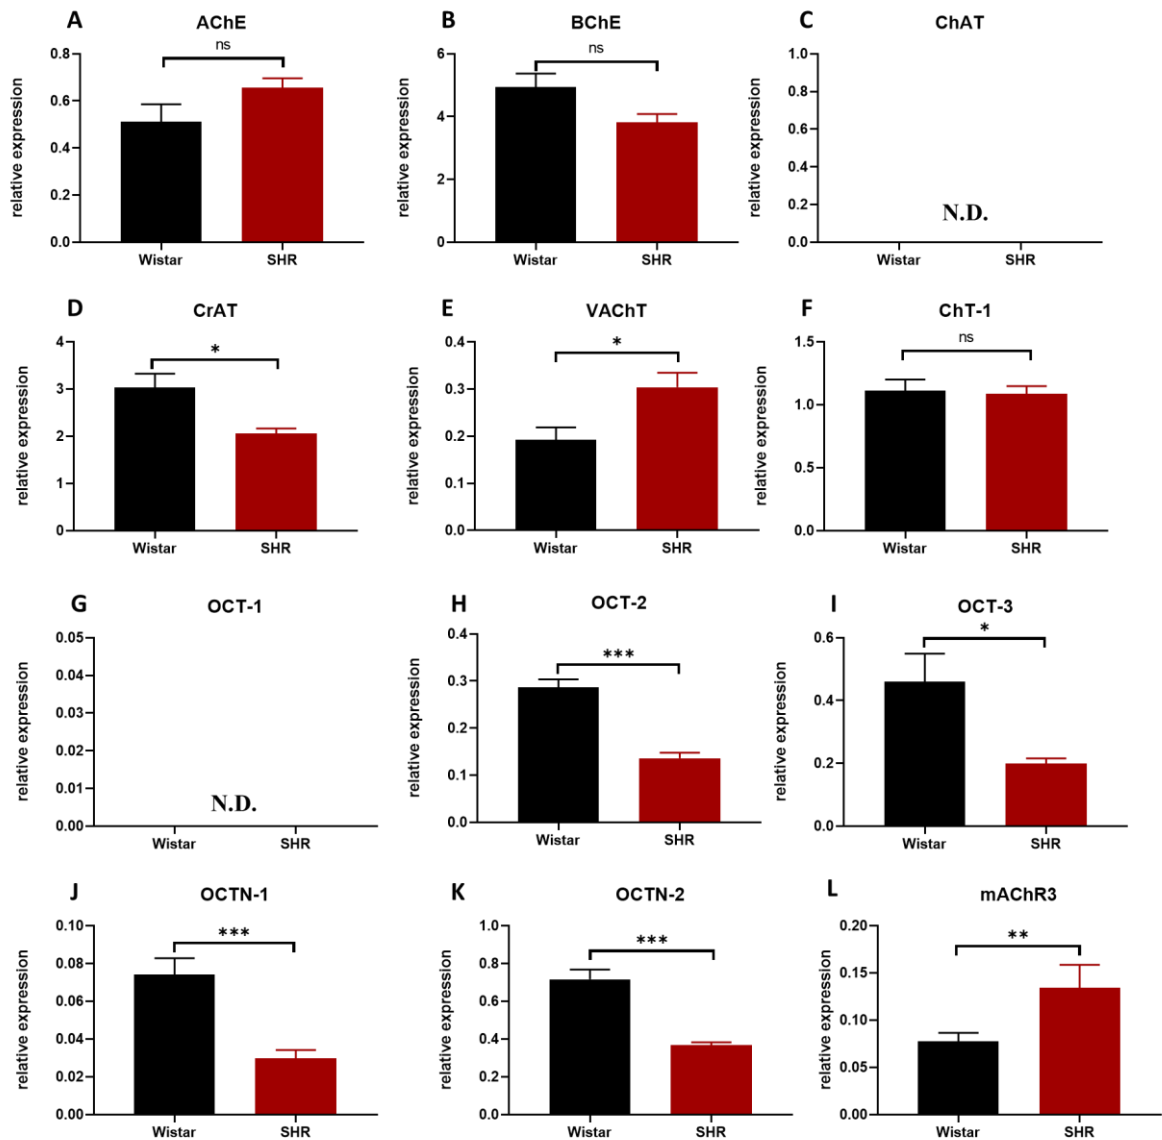 A AChE
relative expression
0.8
0.6
0.4
0.2
0.0
ns
Wistar SHR
B BChE
relative expression
6
4
2
0
ns
Wistar SHR
C ChAT
relative expression
1.0
0.8
0.6
0.4
0.2
0.0
N.D.
Wistar SHR
D CrAT
relative expression
4
3
2
1
0
*
Wistar SHR
E VAChT
relative expression
0.4
0.3
0.2
0.1
0.0
*
Wistar SHR
F ChT-1
relative expression
1.5
1.0
0.5
0.0
ns
Wistar SHR
G OCT-1
relative expression
0.05
0.04
0.03
0.02
0.01
0.00
N.D.
Wistar SHR
H OCT-2
relative expression
0.4
0.3
0.2
0.1
0.0
***
Wistar SHR
I OCT-3
relative expression
0.6
0.4
0.2
0.0
*
Wistar SHR
J OCTN-1
relative expression
0.10
0.08
0.06
0.04
0.02
0.00
***
Wistar SHR
K OCTN-2
relative expression
1.0
0.8
0.6
0.4
0.2
0.0
***
Wistar SHR
L mAChR3
relative expression
0.20
0.15
0.10
0.05
0.00
**
Wistar SHR